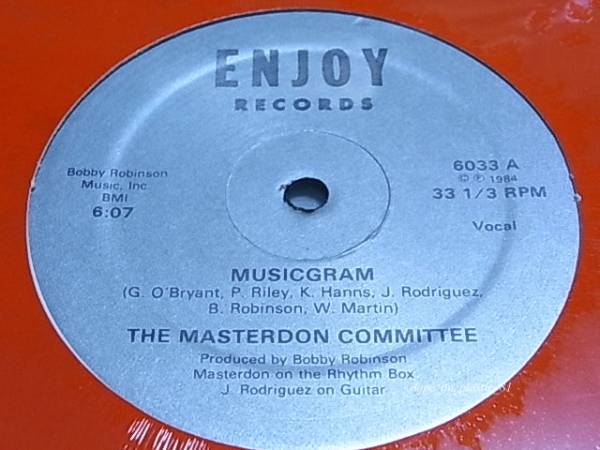 ENJOY
RECORDS
Bobby Robinson
Music, Inc
BMI
6:07
6033 A
© ℗ 1984
33 1/3 RPM
Vocal
MUSICGRAM
(G. O'Bryant, P. Riley, K. Hanns, J. Rodriguez,
B. Robinson, W. Martin)
THE MASTERDON COMMITTEE
Produced by Bobby Robinson
Masterdon on the Rhythm Box
J. Rodriguez on Guitar